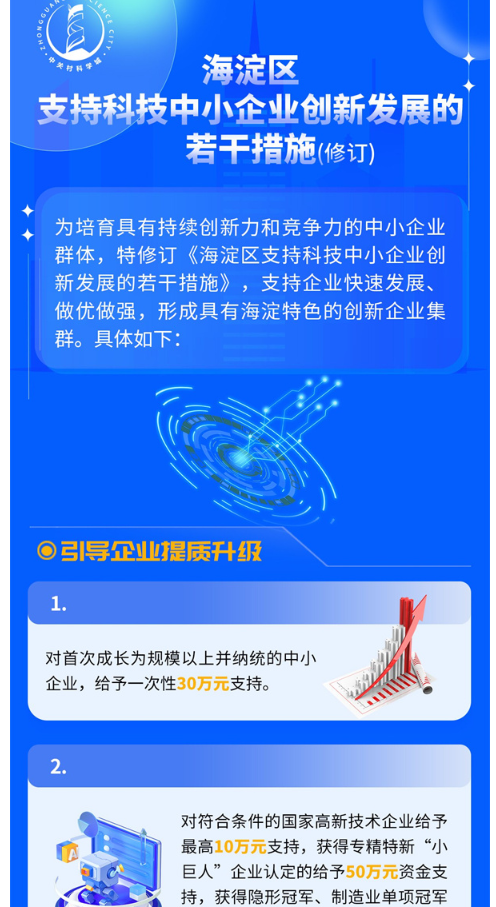 ZHONGGUAN
SCIENCE CITY
中关村科学城
海淀区
支持科技中小企业创新发展的
若干措施(修订)
为培育具有持续创新力和竞争力的中小企业
群体，特修订《海淀区支持科技中小企业创
新发展的若干措施》，支持企业快速发展、
做优做强，形成具有海淀特色的创新企业集
群。具体如下：
引导企业提质升级
1.
对首次成长为规模以上并纳统的中小
企业，给予一次性30万元支持。
2.
对符合条件的国家高新技术企业给予
最高10万元支持，获得专精特新“小
巨人”企业认定的给予50万元资金支
持，获得隐形冠军、制造业单项冠军